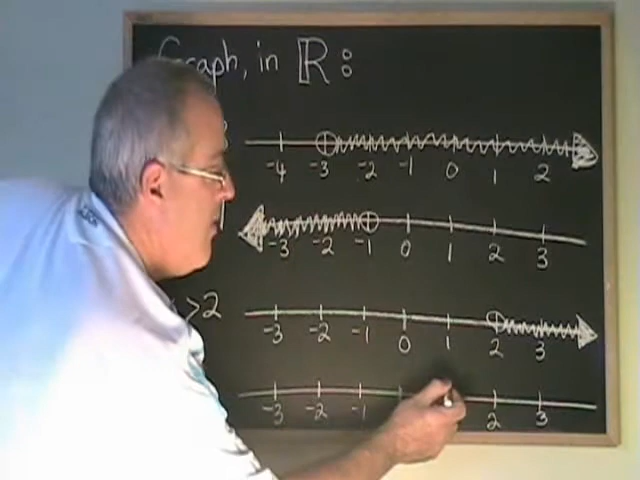 Graph, in ℝ:
-4 -3 -2 -1 0 1 2
-3 -2 -1 0 1 2 3
>2
-3 -2 -1 0 1 2 3
-3 -2 -1 2 3